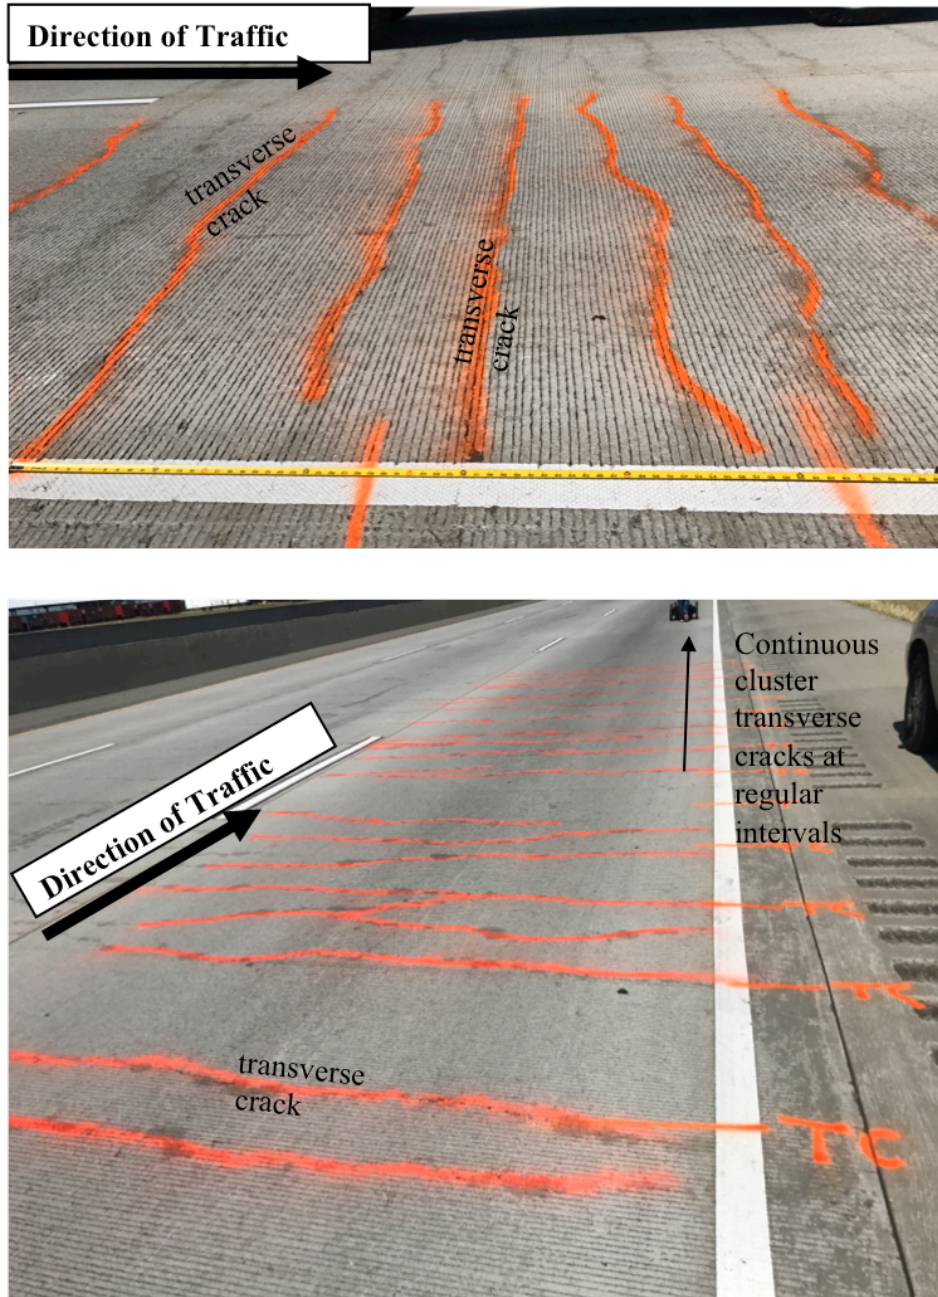 Direction of Traffic
transverse
crack
transverse
crack
Continuous
cluster
transverse
cracks at
regular
intervals
Direction of Traffic
transverse
crack
TC
TC
TC